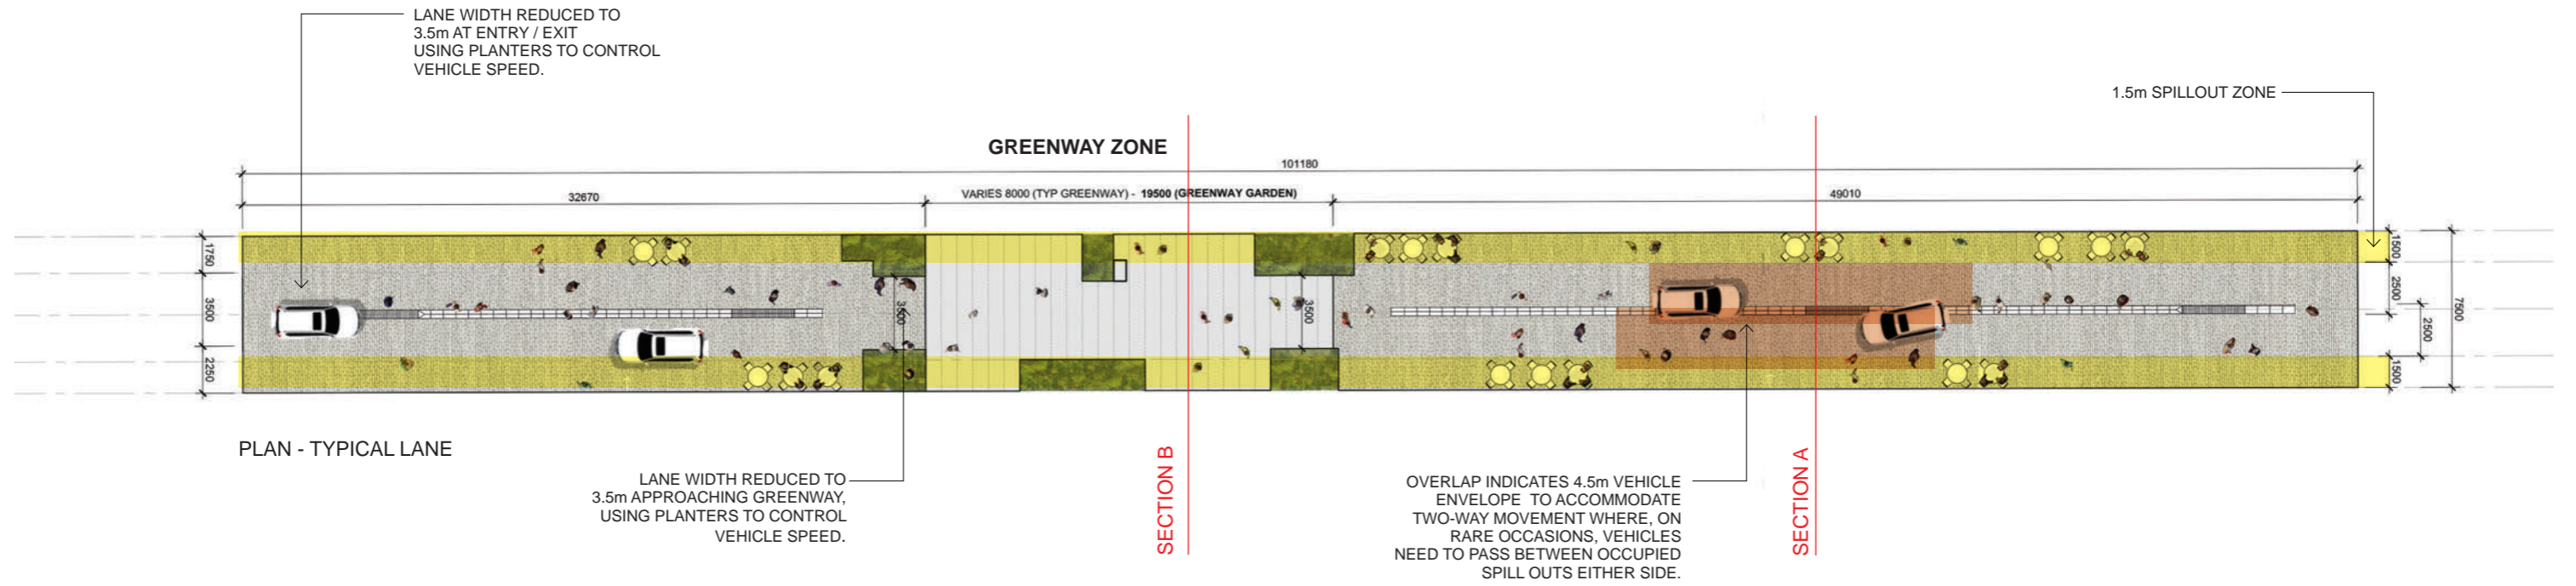 LANE WIDTH REDUCED TO
3.5m AT ENTRY / EXIT
USING PLANTERS TO CONTROL
VEHICLE SPEED.
1.5m SPILLOUT ZONE
GREENWAY ZONE
101180
32670
VARIES 8000 (TYP GREENWAY) - 19500 (GREENWAY GARDEN)
49010
1750
3500
2250
3500
3500
1500
2500
2500
1500
7500
PLAN - TYPICAL LANE
LANE WIDTH REDUCED TO
3.5m APPROACHING GREENWAY,
USING PLANTERS TO CONTROL
VEHICLE SPEED.
SECTION B
OVERLAP INDICATES 4.5m VEHICLE
ENVELOPE TO ACCOMMODATE
TWO-WAY MOVEMENT WHERE, ON
RARE OCCASIONS, VEHICLES
NEED TO PASS BETWEEN OCCUPIED
SPILL OUTS EITHER SIDE.
SECTION A